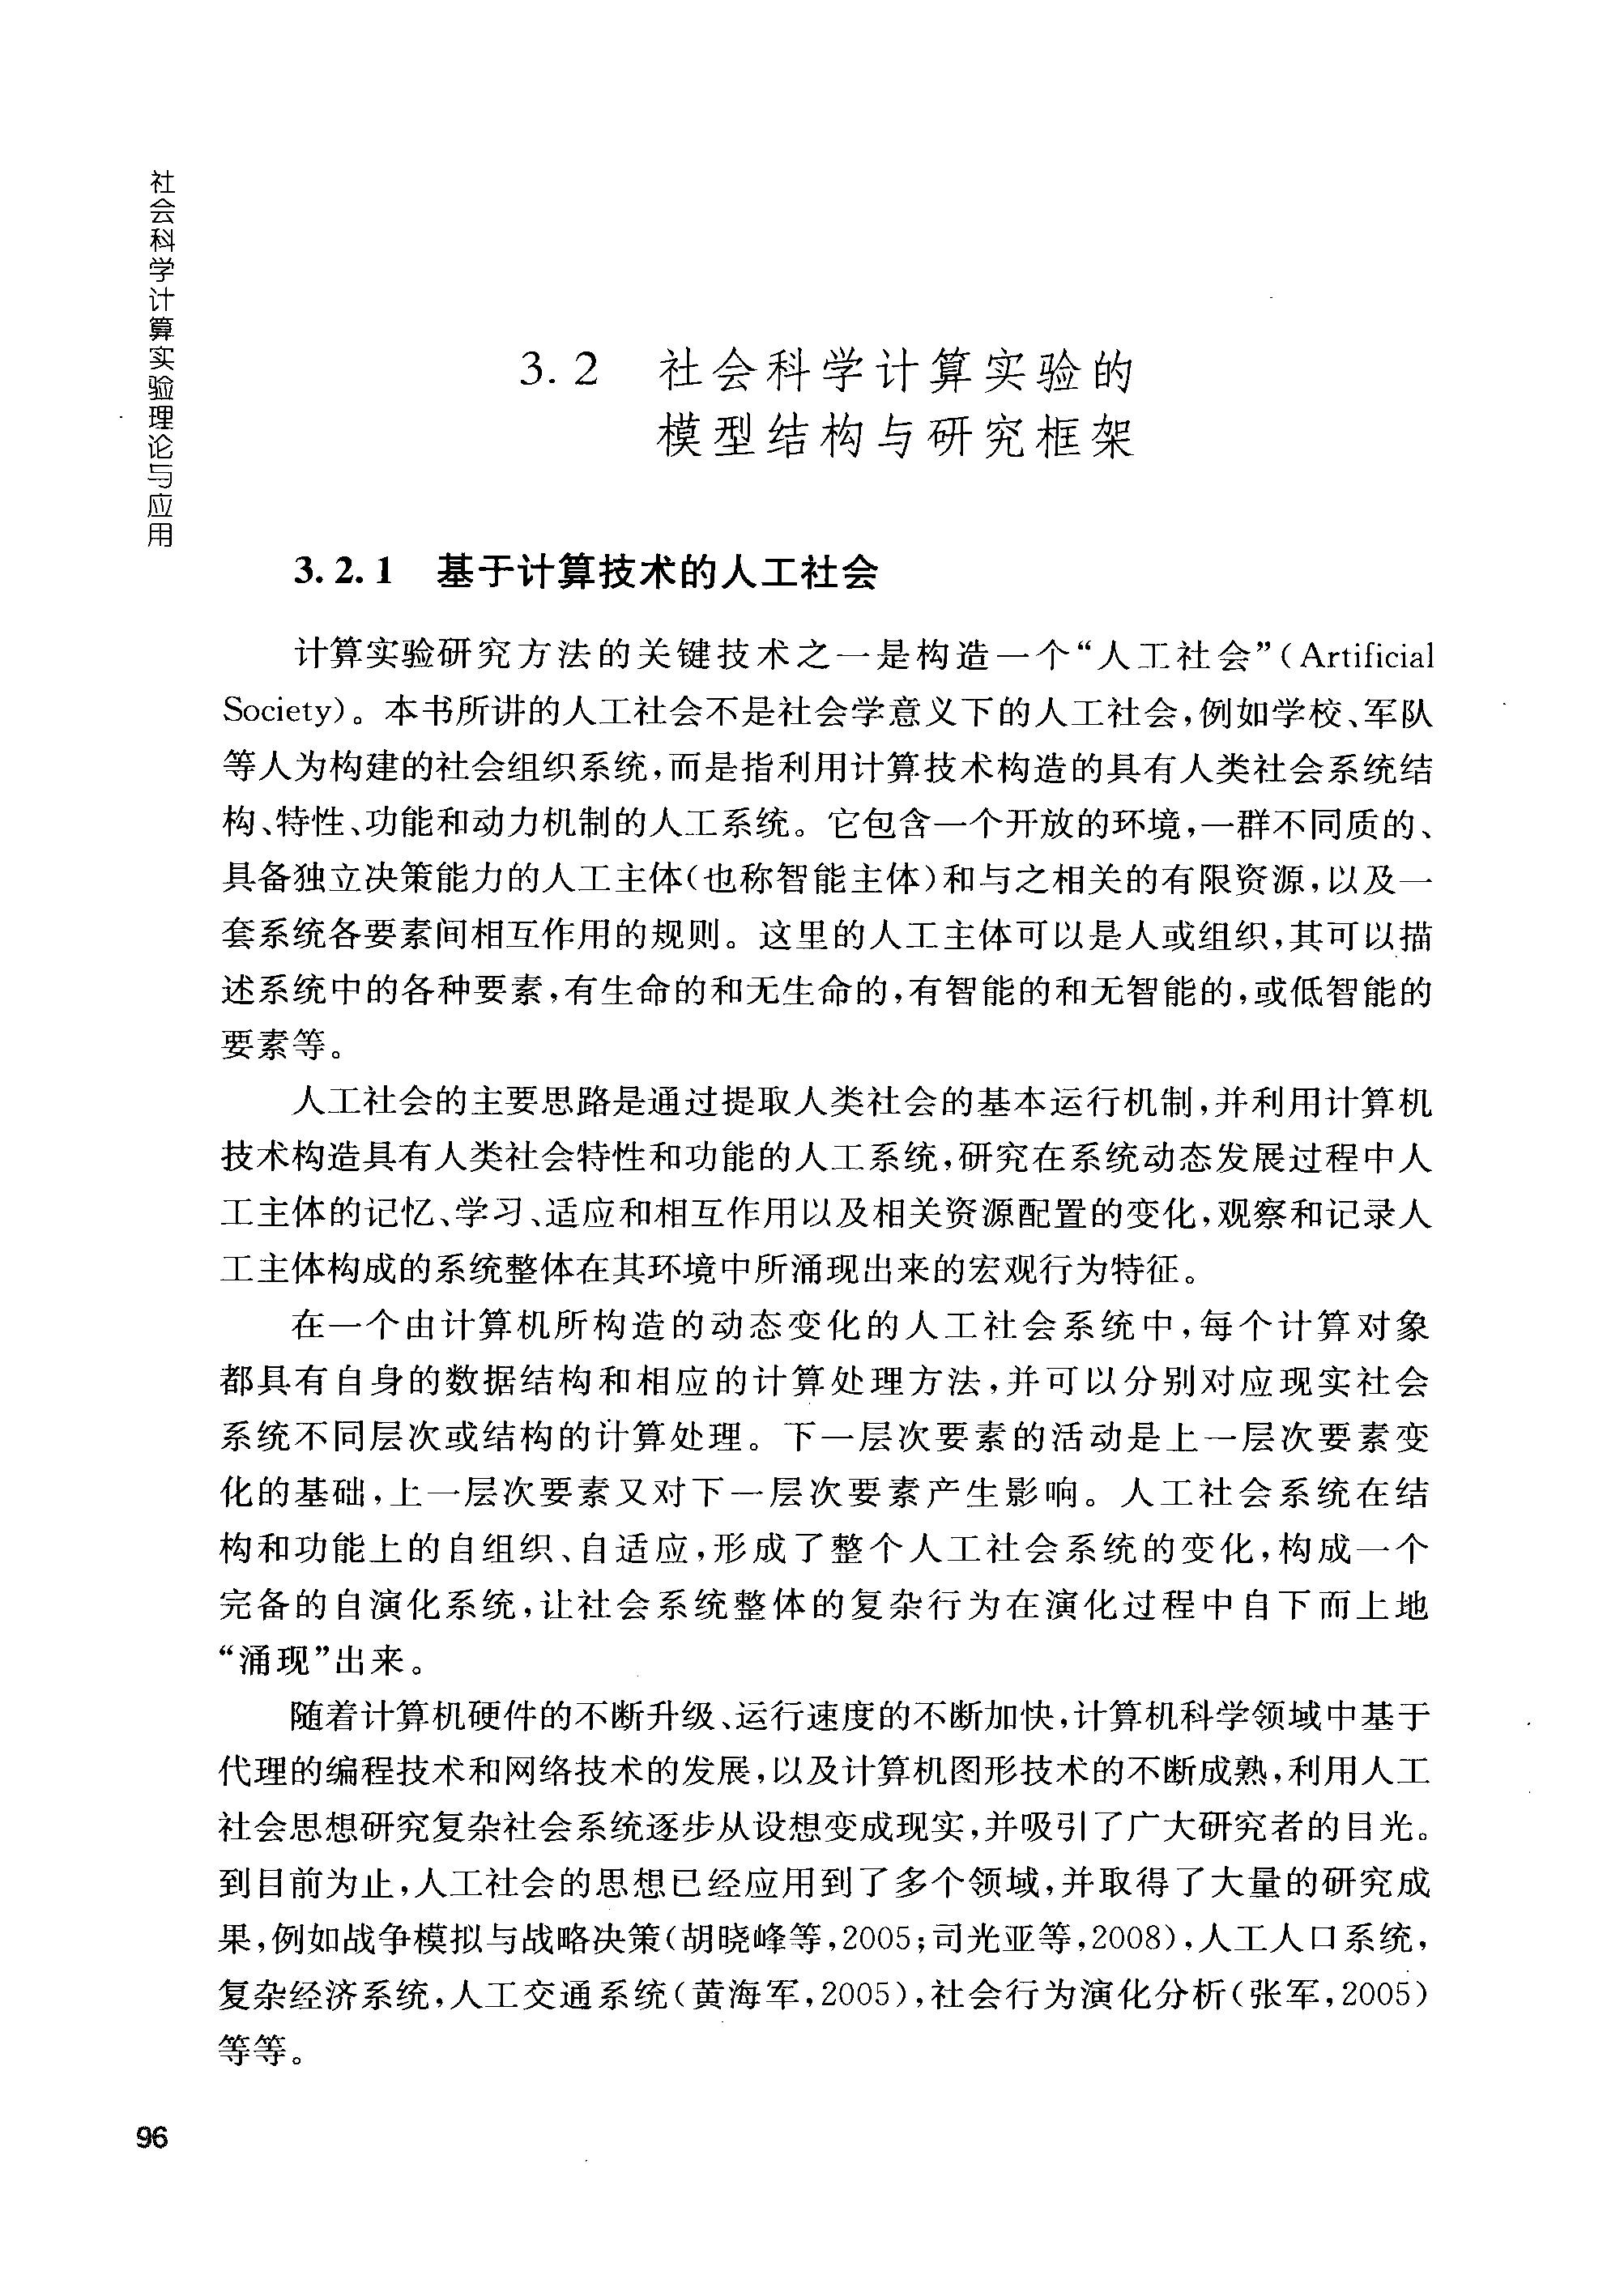 社会科学计算实验理论与应用
3.2 社会科学计算实验的
模型结构与研究框架
3.2.1 基于计算技术的人工社会
计算实验研究方法的关键技术之一是构造一个“人工社会”(Artificial
Society)。本书所讲的人工社会不是社会学意义下的人工社会,例如学校、军队
等人为构建的社会组织系统,而是指利用计算技术构造的具有人类社会系统结
构、特性、功能和动力机制的人工系统。它包含一个开放的环境,一群不同质的、
具备独立决策能力的人工主体(也称智能主体)和与之相关的有限资源,以及一
套系统各要素间相互作用的规则。这里的人工主体可以是人或组织,其可以描
述系统中的各种要素,有生命的和无生命的,有智能的和无智能的,或低智能的
要素等。
人工社会的主要思路是通过提取人类社会的基本运行机制,并利用计算机
技术构造具有人类社会特性和功能的人工系统,研究在系统动态发展过程中人
工主体的记忆、学习、适应和相互作用以及相关资源配置的变化,观察和记录人
工主体构成的系统整体在其环境中所涌现出来的宏观行为特征。
在一个由计算机所构造的动态变化的人工社会系统中,每个计算对象
都具有自身的数据结构和相应的计算处理方法,并可以分别对应现实社会
系统不同层次或结构的计算处理。下一层次要素的活动是上一层次要素变
化的基础,上一层次要素又对下一层次要素产生影响。人工社会系统在结
构和功能上的自组织、自适应,形成了整个人工社会系统的变化,构成一个
完备的自演化系统,让社会系统整体的复杂行为在演化过程中自下而上地
“涌现”出来。
随着计算机硬件的不断升级、运行速度的不断加快,计算机科学领域中基于
代理的编程技术和网络技术的发展,以及计算机图形技术的不断成熟,利用人工
社会思想研究复杂社会系统逐步从设想变成现实,并吸引了广大研究者的目光。
到目前为止,人工社会的思想已经应用到了多个领域,并取得了大量的研究成
果,例如战争模拟与战略决策(胡晓峰等,2005;司光亚等,2008),人工人口系统,
复杂经济系统,人工交通系统(黄海军,2005),社会行为演化分析(张军,2005)
等等。
96